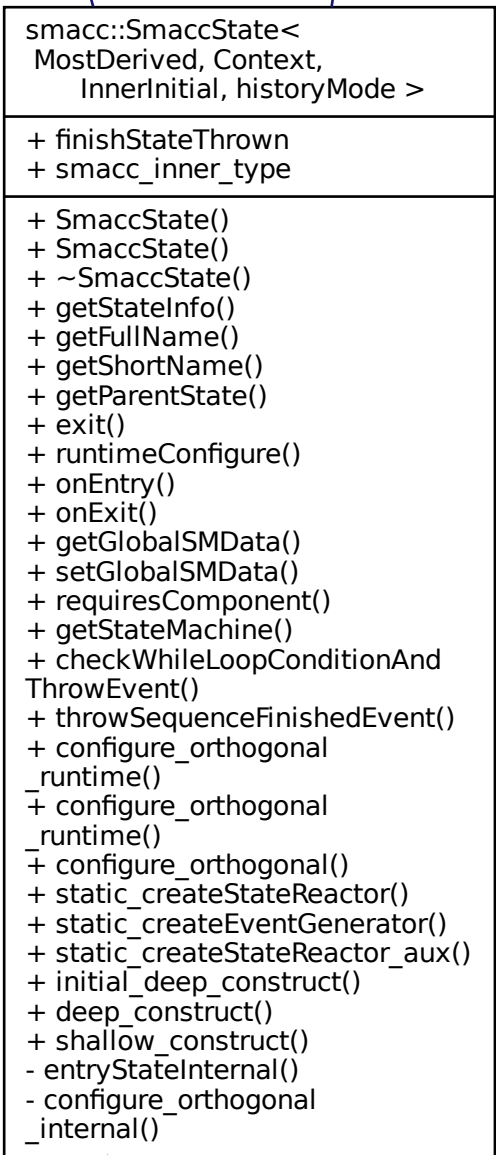 smacc::SmaccState<
MostDerived, Context,
InnerInitial, historyMode >
+ finishStateThrown
+ smacc_inner_type
+ SmaccState()
+ SmaccState()
+ ~SmaccState()
+ getStateInfo()
+ getFullName()
+ getShortName()
+ getParentState()
+ exit()
+ runtimeConfigure()
+ onEntry()
+ onExit()
+ getGlobalSMData()
+ setGlobalSMData()
+ requiresComponent()
+ getStateMachine()
+ checkWhileLoopConditionAnd
ThrowEvent()
+ throwSequenceFinishedEvent()
+ configure_orthogonal
_runtime()
+ configure_orthogonal
_runtime()
+ configure_orthogonal()
+ static_createStateReactor()
+ static_createEventGenerator()
+ static_createStateReactor_aux()
+ initial_deep_construct()
+ deep_construct()
+ shallow_construct()
- entryStateInternal()
- configure_orthogonal
_internal()